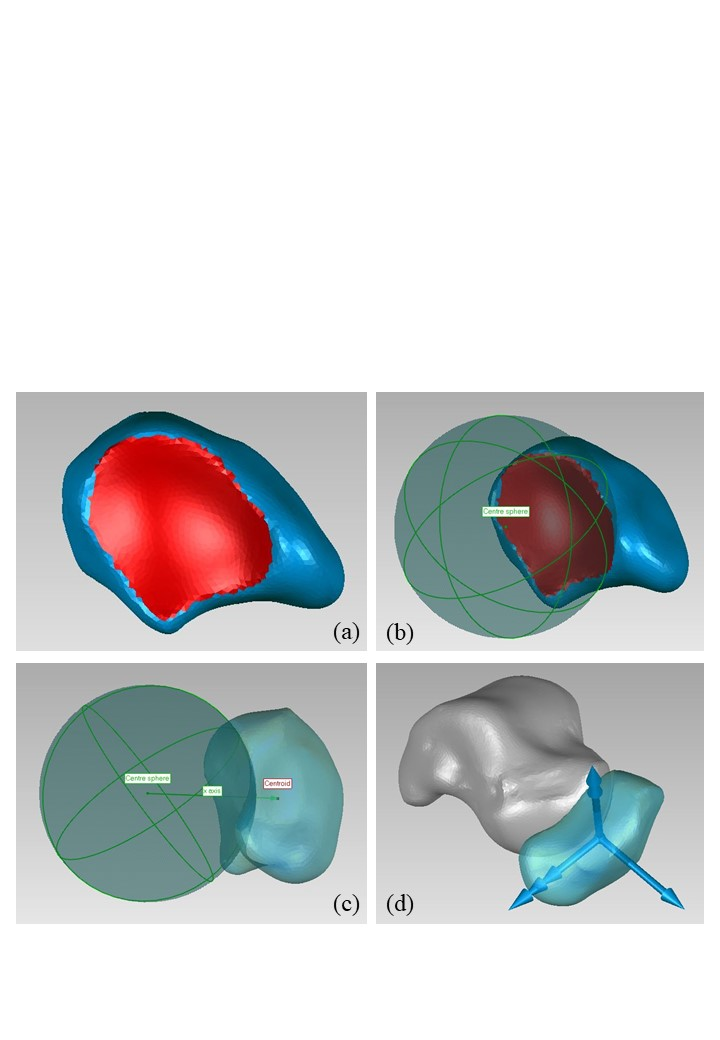 (a)
Centre sphere
(b)
Centre sphere
x axis
Centroid
(c)
(d)